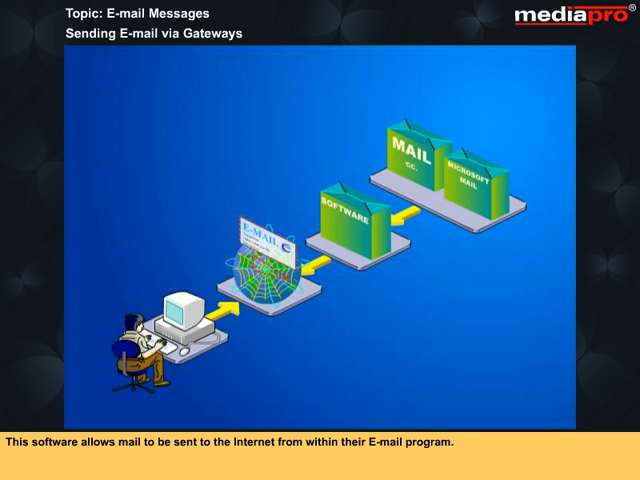 Topic: E-mail Messages
Sending E-mail via Gateways
mediapro®
MAIL
CC.
MICROSOFT
MAIL
SOFTWARE
E-MAIL
This software allows mail to be sent to the Internet from within their E-mail program.